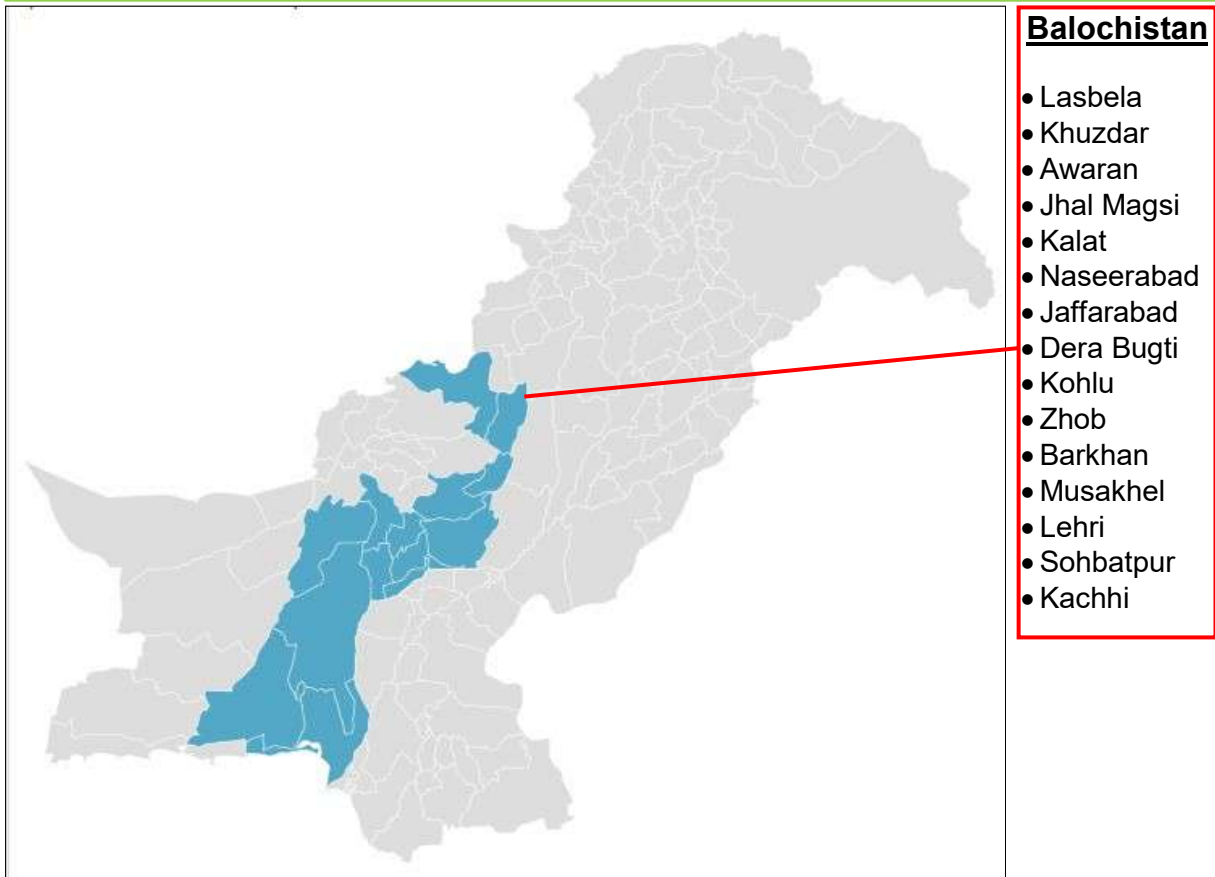 Balochistan
• Lasbela
• Khuzdar
• Awaran
• Jhal Magsi
• Kalat
• Naseerabad
• Jaffarabad
• Dera Bugti
• Kohlu
• Zhob
• Barkhan
• Musakhel
• Lehri
• Sohbatpur
• Kachhi